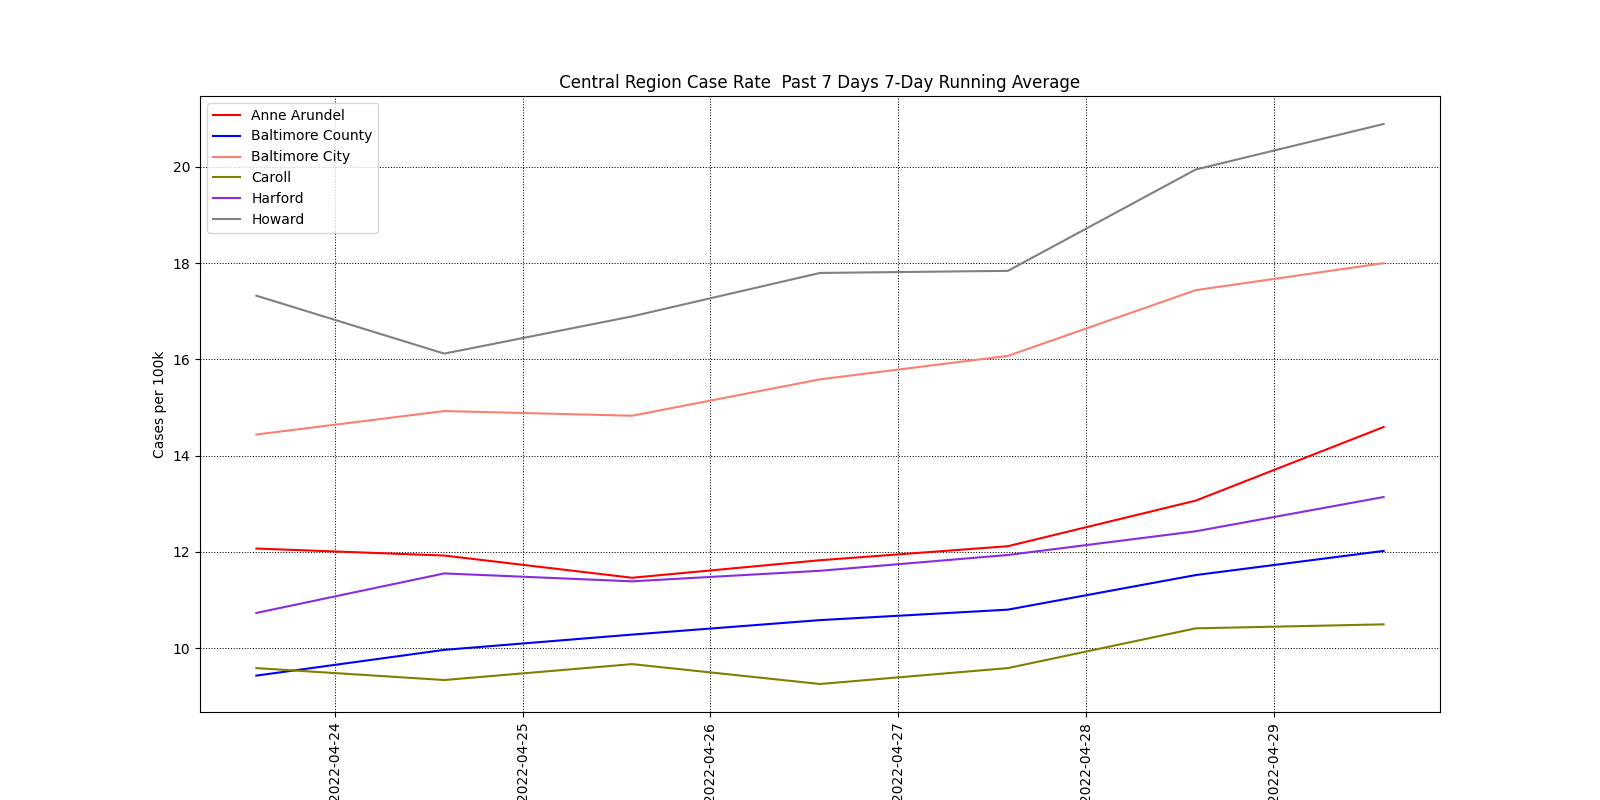 Central Region Case Rate  Past 7 Days 7-Day Running Average
Anne Arundel
Baltimore County
Baltimore City
Caroll
Harford
Howard
20
18
16
14
12
10
Cases per 100k
2022-04-24
2022-04-25
2022-04-26
2022-04-27
2022-04-28
2022-04-29